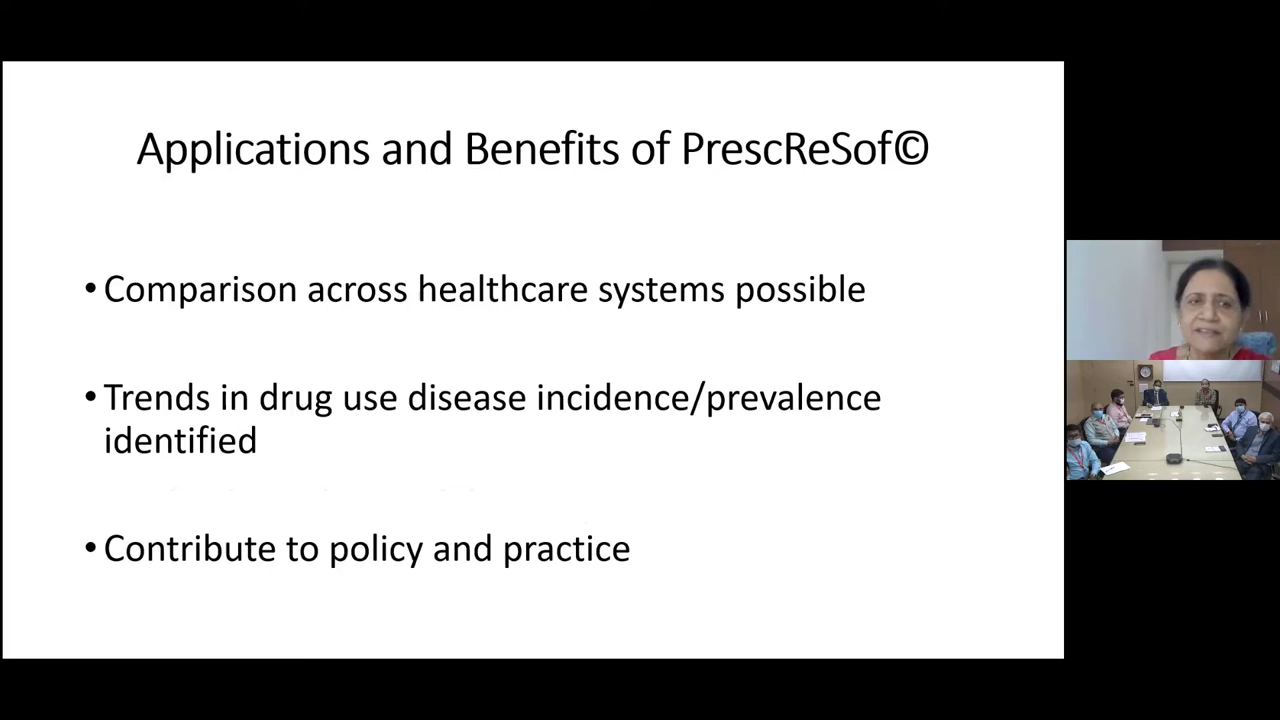 Applications and Benefits of PrescReSof©
• Comparison across healthcare systems possible
• Trends in drug use disease incidence/prevalence
identified
• Contribute to policy and practice